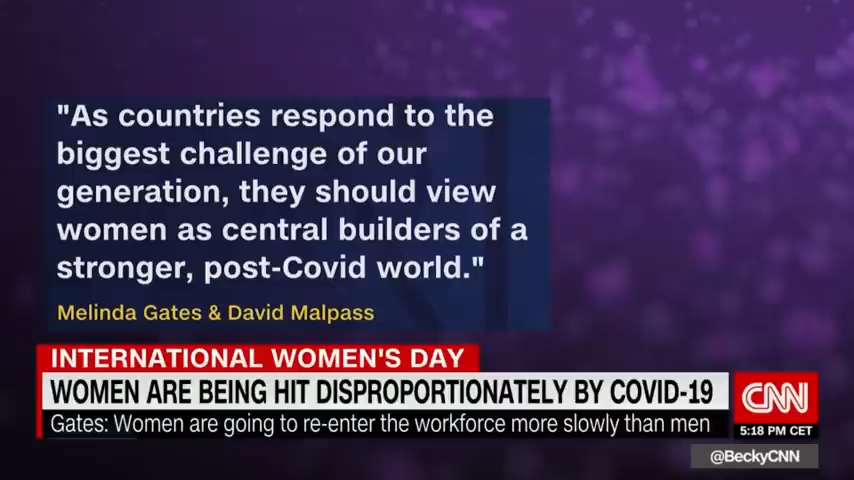 "As countries respond to the
biggest challenge of our
generation, they should view
women as central builders of a
stronger, post-Covid world."
Melinda Gates & David Malpass
INTERNATIONAL WOMEN'S DAY
WOMEN ARE BEING HIT DISPROPORTIONATELY BY COVID-19
Gates: Women are going to re-enter the workforce more slowly than men
CNN
5:18 PM CET
@BeckyCNN